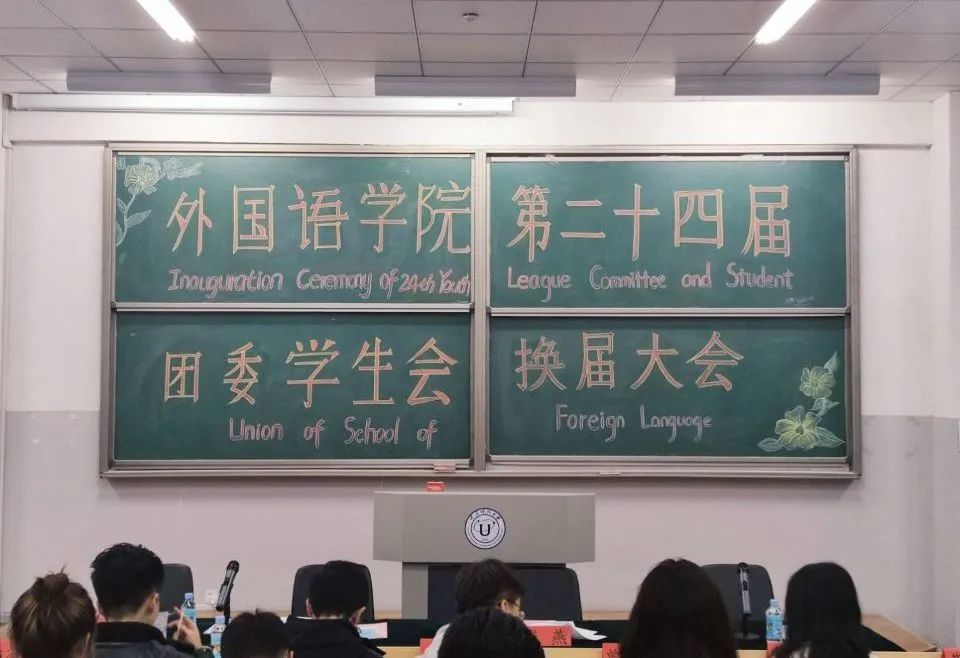 外国语学院 第二十四届
Inauguration Ceremony of 24th Youth League Committee and Student
团委学生会 换届大会
Union of School of Foreign Language
U
燕